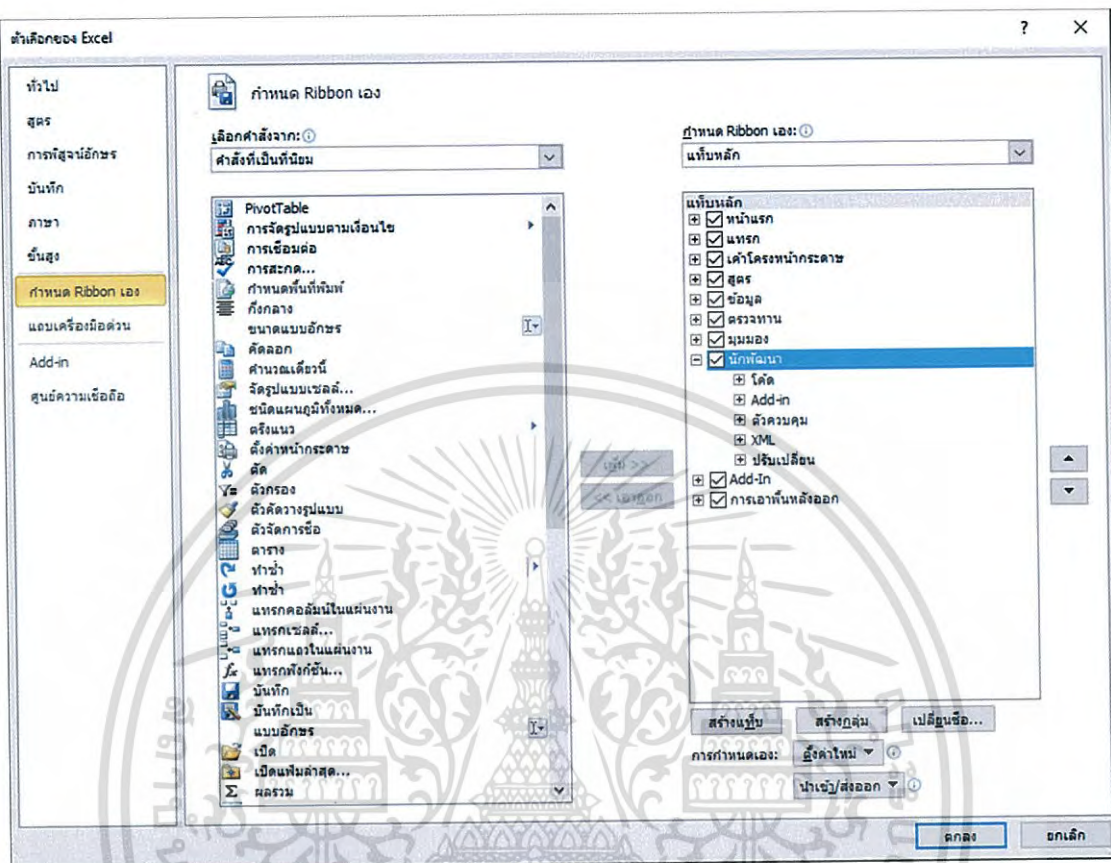 ตัวเลือกของ Excel
?
ทั่วไป
สูตร
การพิสูจน์อักษร
บันทึก
ภาษา
ขั้นสูง
กำหนด Ribbon เอง
แถบเครื่องมือด่วน
Add-in
ศูนย์ความเชื่อถือ
กำหนด Ribbon เอง
เลือกคำสั่งจาก:
คำสั่งที่เป็นที่นิยม
PivotTable
การจัดรูปแบบตามเงื่อนไข
การเชื่อมต่อ
การสะกด...
กำหนดพื้นที่พิมพ์
กึ่งกลาง
ขนาดแบบอักษร
คัดลอก
คำนวณเดี๋ยวนี้
จัดรูปแบบเซลล์...
ชนิดแผนภูมิทั้งหมด...
ตรึงแนว
ตั้งค่าหน้ากระดาษ
ตัด
ตัวกรอง
ตัวคัดวางรูปแบบ
ตัวจัดการชื่อ
ตาราง
ทำซ้ำ
ทำซ้ำ
แทรกคอลัมน์ในแผ่นงาน
แทรกเซลล์...
แทรกแถวในแผ่นงาน
แทรกฟังก์ชัน...
บันทึก
บันทึกเป็น
แบบอักษร
เปิด
เปิดแฟ้มล่าสุด...
ผลรวม
เพิ่ม >>
<< เอาออก
กำหนด Ribbon เอง:
แท็บหลัก
แท็บหลัก
หน้าแรก
แทรก
เค้าโครงหน้ากระดาษ
สูตร
ข้อมูล
ตรวจทาน
มุมมอง
นักพัฒนา
โค้ด
Add-in
ตัวควบคุม
XML
ปรับเปลี่ยน
Add-In
การเอาพื้นหลังออก
สร้างแท็บ
สร้างกลุ่ม
เปลี่ยนชื่อ...
การกำหนดเอง:
ตั้งค่าใหม่
นำเข้า/ส่งออก
ตกลง
ยกเลิก